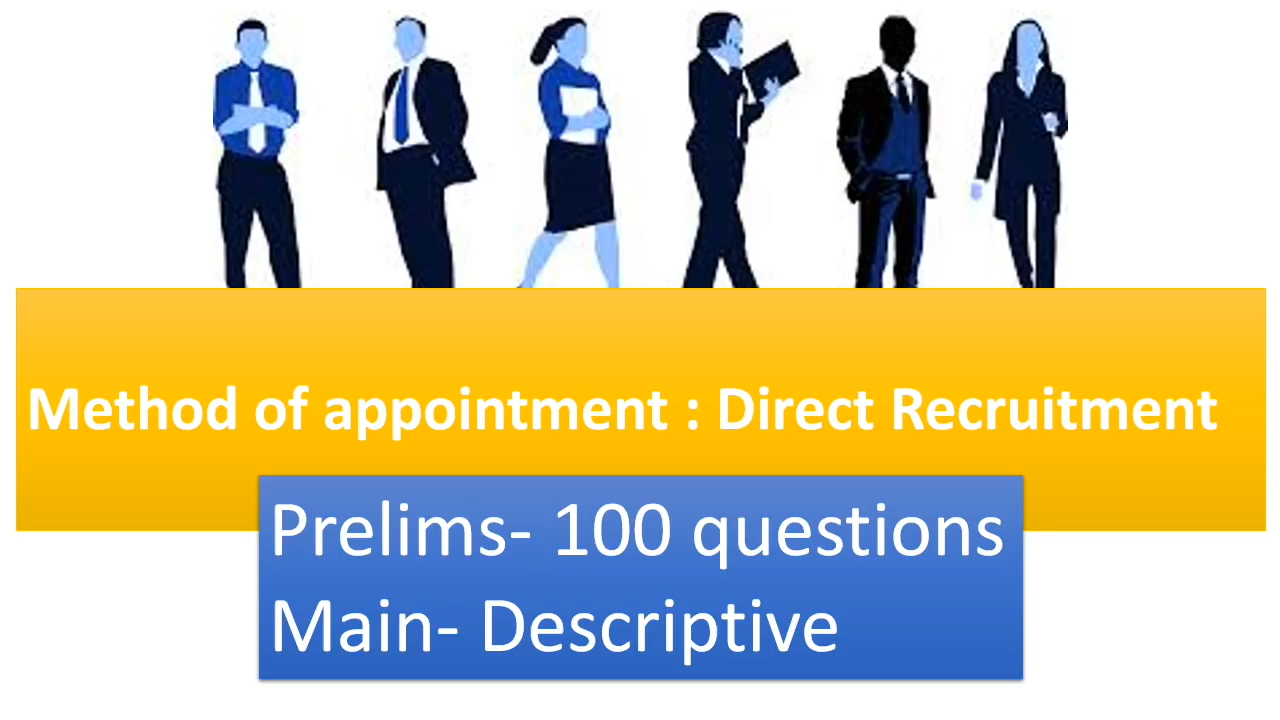 Method of appointment : Direct Recruitment
Prelims- 100 questions
Main- Descriptive